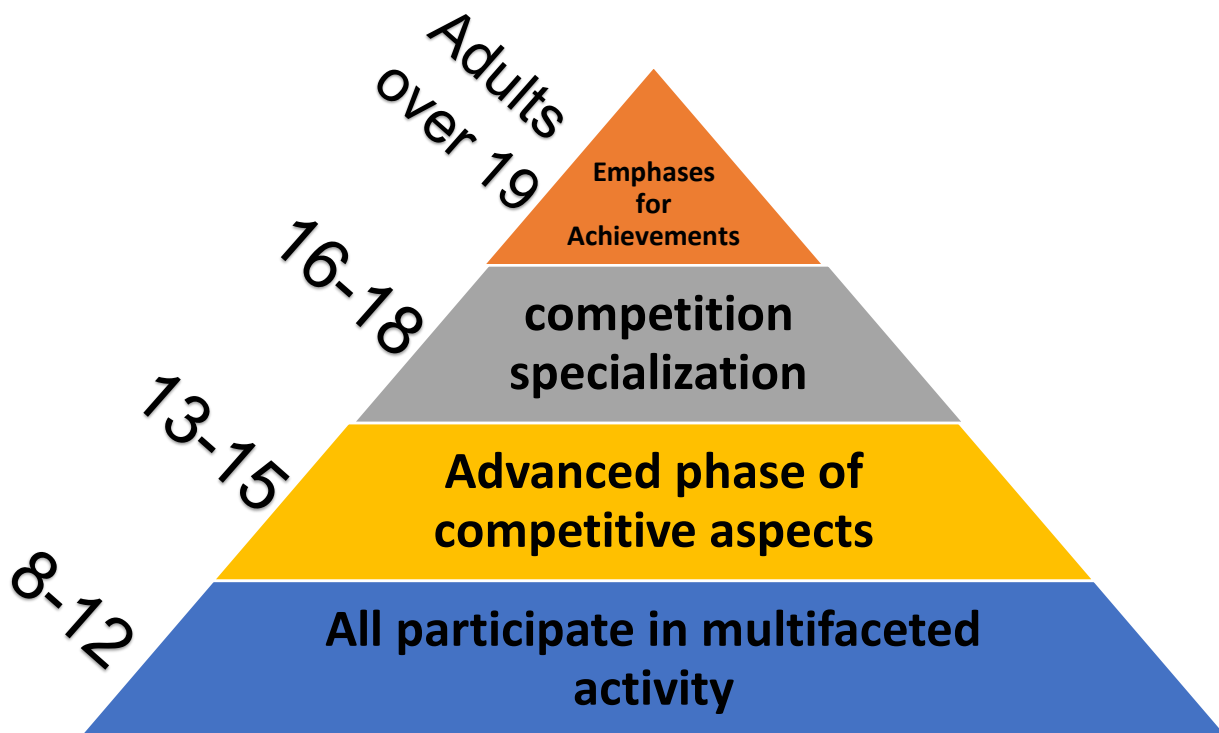 Adults
over 19
Emphases
for
Achievements
16-18
competition
specialization
13-15
Advanced phase of
competitive aspects
8-12
All participate in multifaceted
activity